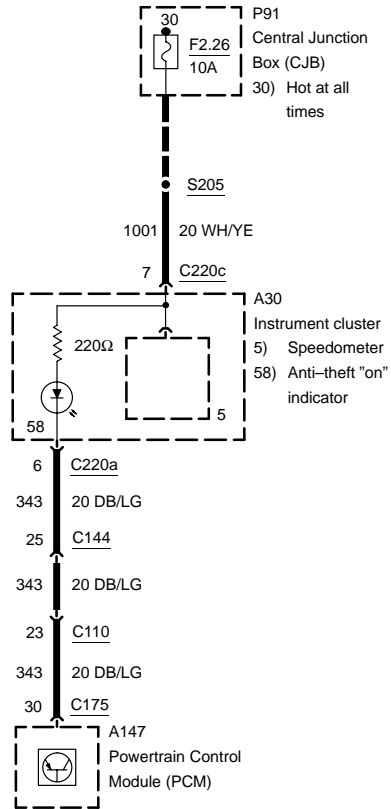 30
F2.26
10A
P91
Central Junction
Box (CJB)
30) Hot at all
times
S205
1001 20 WH/YE
7 C220c
220Ω
5
58
A30
Instrument cluster
5) Speedometer
58) Anti–theft ”on”
indicator
6 C220a
343 20 DB/LG
25 C144
343 20 DB/LG
23 C110
343 20 DB/LG
30 C175
A147
Powertrain Control
Module (PCM)